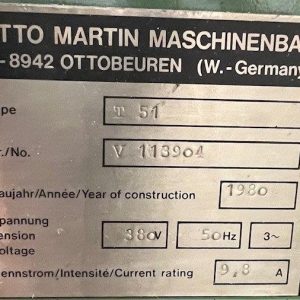 TTO MARTIN MASCHINENBA
-8942 OTTOBEUREN (W.-Germany
pe T 51
r./No. V 113904
aujahr/Année/Year of construction 1980
pannung
ension 380V 50Hz 3~
oltage
ennstrom/Intensité/Current rating 9,8 A